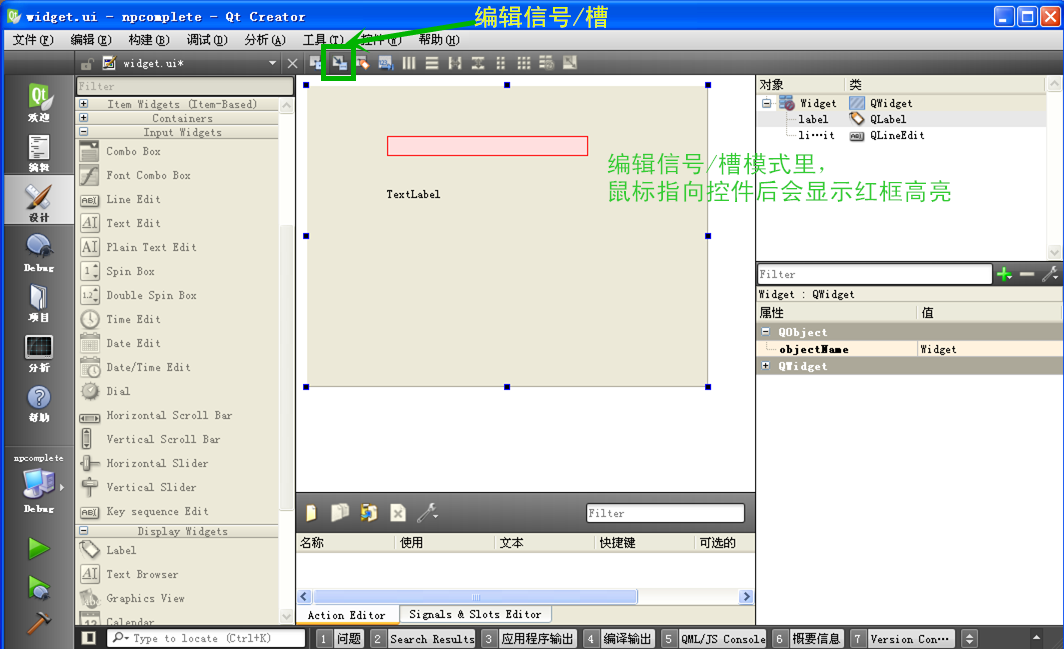 widget.ui - npcomplete - Qt Creator
编辑信号/槽
文件(F) 编辑(E) 构建(B) 调试(D) 分析(A) 工具(T) 控件(W) 帮助(H)
widget.ui*
Qt
欢迎
编辑
设计
Debug
项目
分析
帮助
npcomplete
Debug
Filter
Item Widgets (Item-Based)
Containers
Input Widgets
Combo Box
Font Combo Box
Line Edit
Text Edit
Plain Text Edit
Spin Box
Double Spin Box
Time Edit
Date Edit
Date/Time Edit
Dial
Horizontal Scroll Bar
Vertical Scroll Bar
Horizontal Slider
Vertical Slider
Key sequence Edit
Display Widgets
Label
Text Browser
Graphics View
Calendar
TextLabel
编辑信号/槽模式里，
鼠标指向控件后会显示红框高亮
对象 类
Widget QWidget
label QLabel
li…it QLineEdit
Filter
Widget : QWidget
属性 值
QObject
objectName Widget
QWidget
Filter
名称 使用 文本 快捷键 可选的
Action Editor Signals & Slots Editor
Type to locate (Ctrl+K) 1 问题 2 Search Results 3 应用程序输出 4 编译输出 5 QML/JS Console 6 概要信息 7 Version Con…